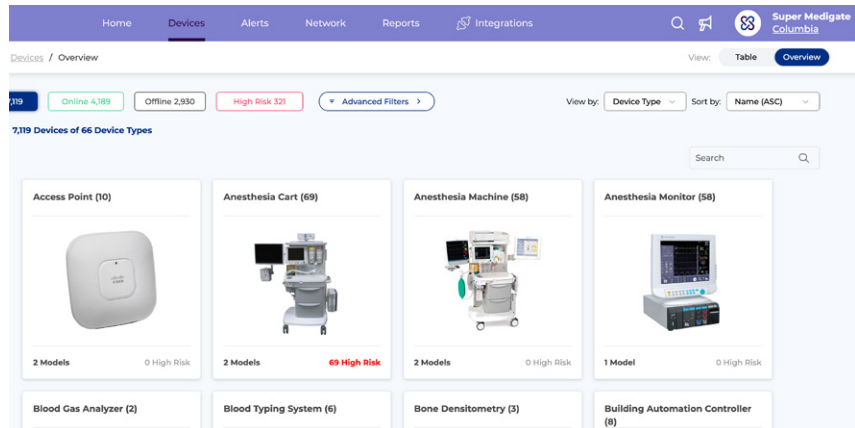 Home Devices Alerts Network Reports Integrations Super Medigate
Columbia
Devices / Overview View: Table Overview
7,119 Online 4,189 Offline 2,930 High Risk 321 Advanced Filters > View by: Device Type Sort by: Name (ASC)
7,119 Devices of 66 Device Types
Search
Access Point (10) Anesthesia Cart (69) Anesthesia Machine (58) Anesthesia Monitor (58)
2 Models 0 High Risk 2 Models 69 High Risk 2 Models 0 High Risk 1 Model 0 High Risk
Blood Gas Analyzer (2) Blood Typing System (6) Bone Densitometry (3) Building Automation Controller
(8)